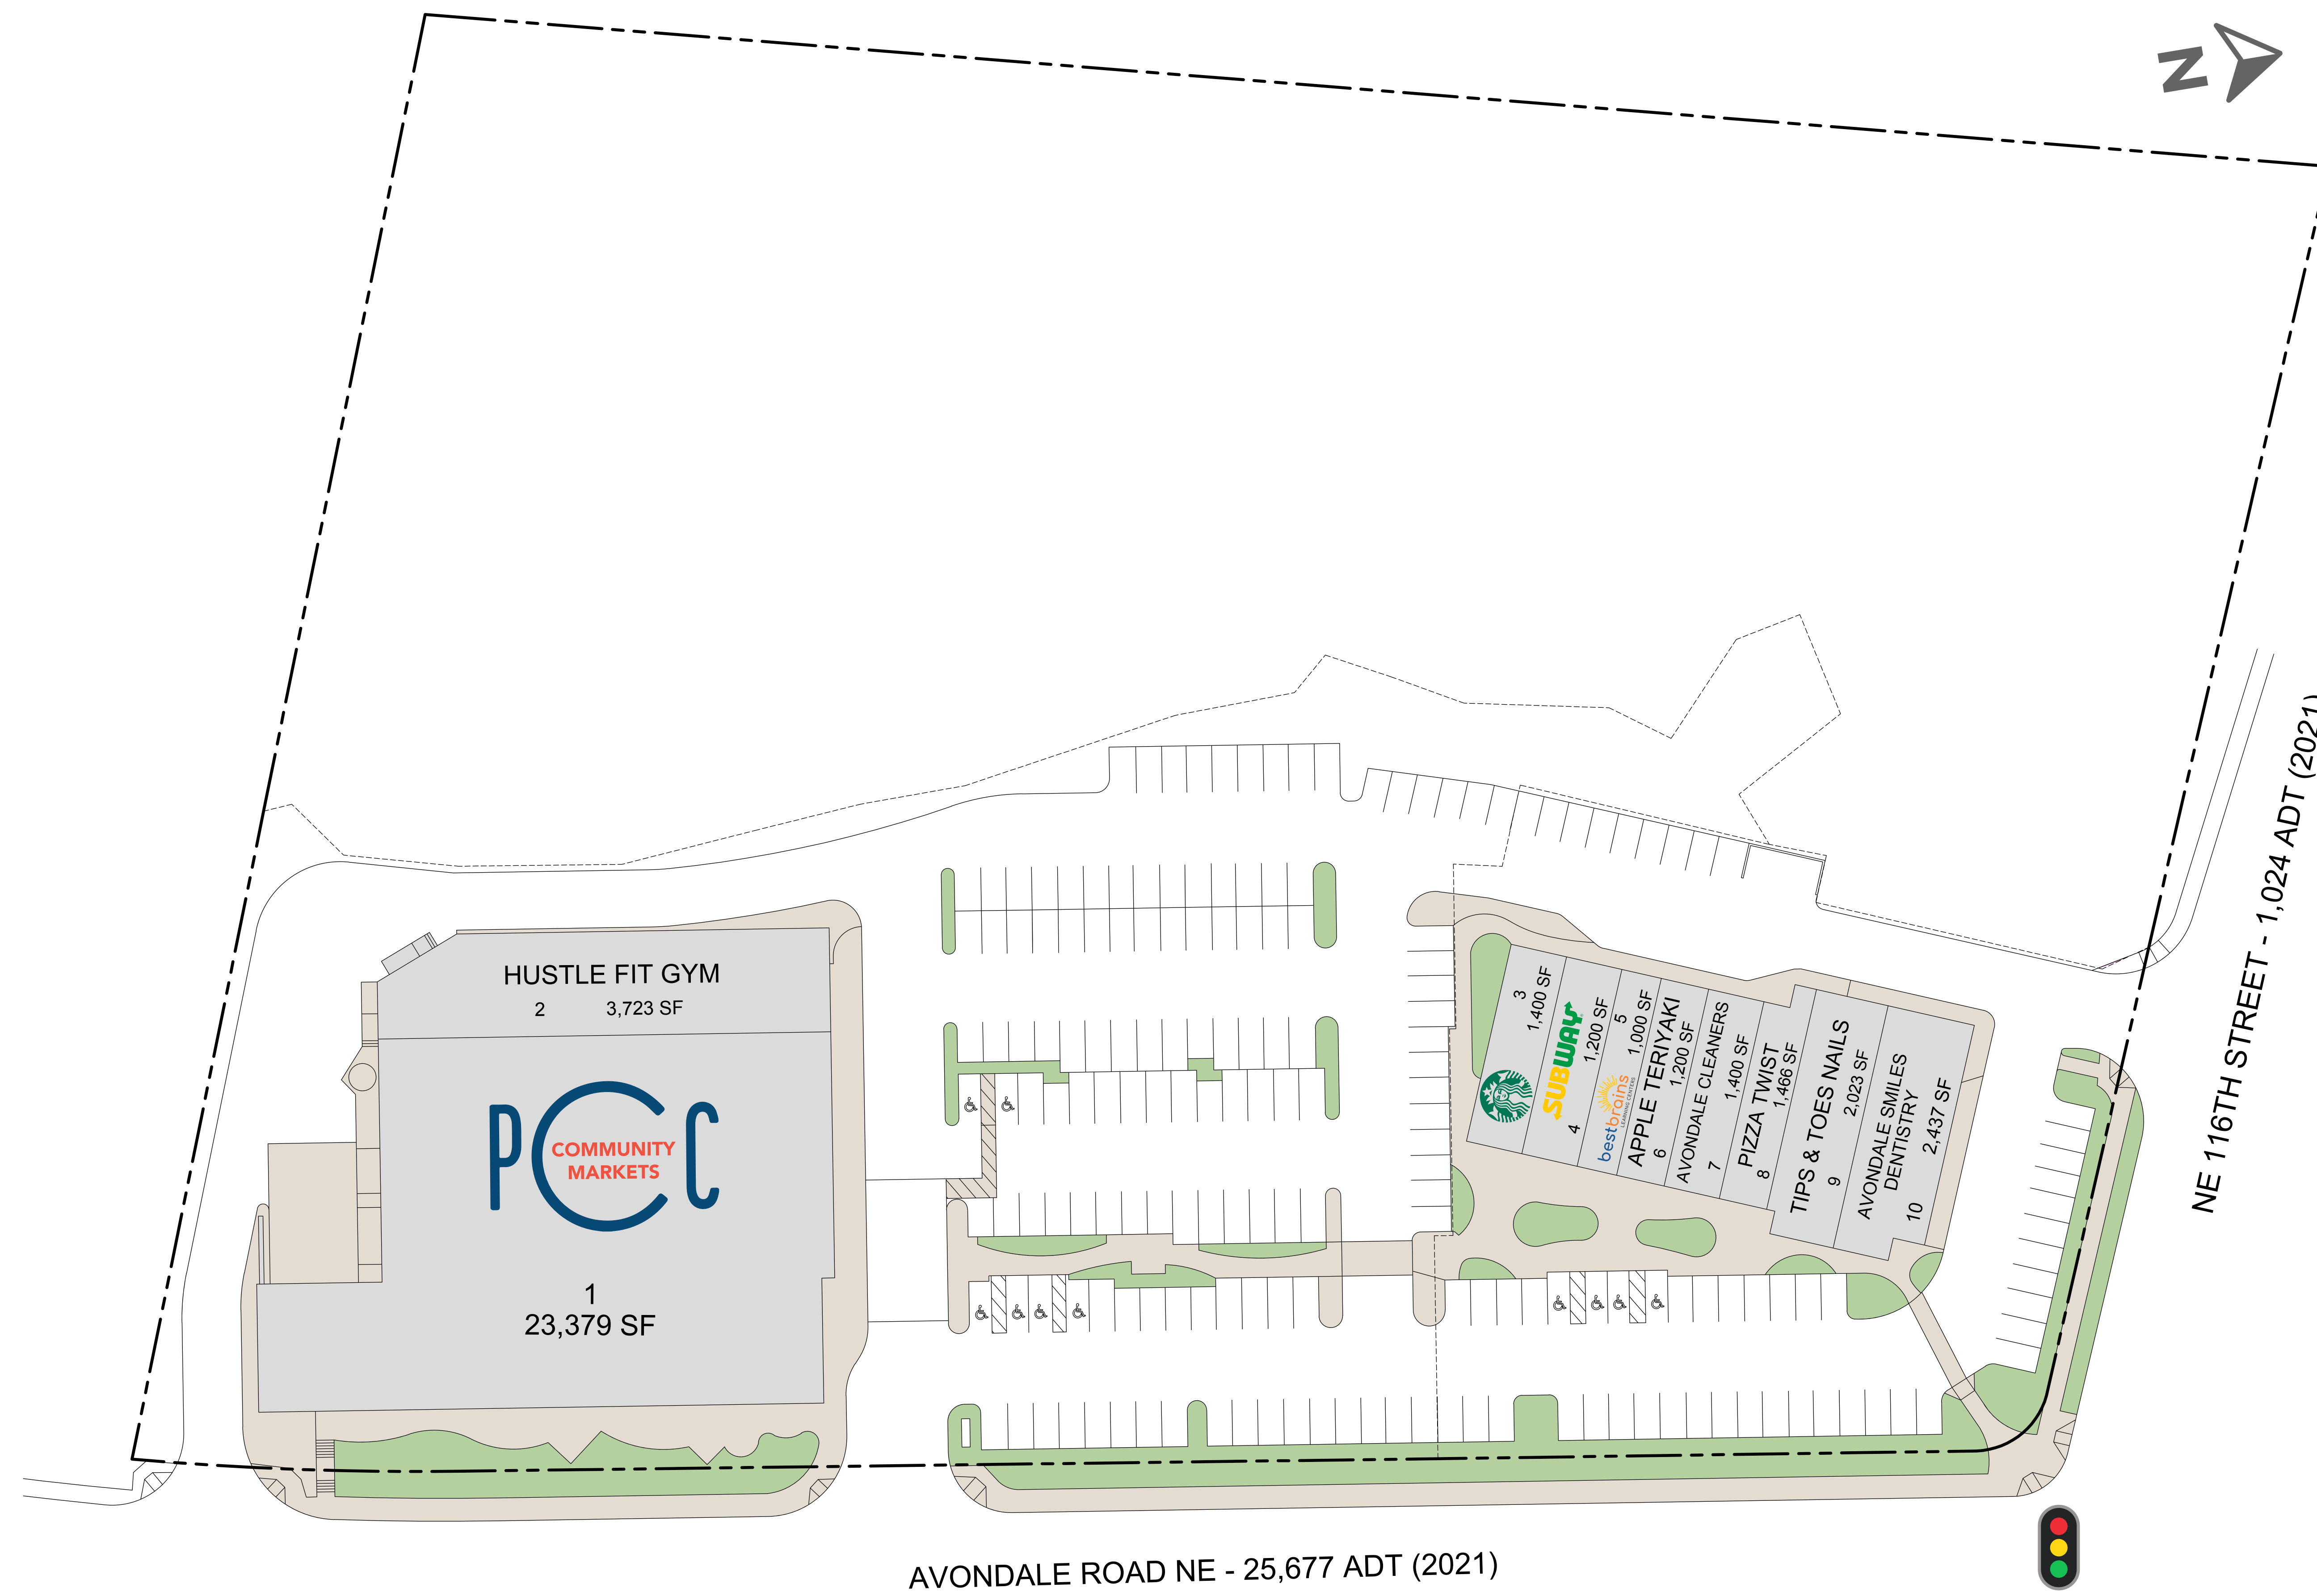 N
HUSTLE FIT GYM
2 3,723 SF
PCC
COMMUNITY
MARKETS
1
23,379 SF
3
1,400 SF
SUBWAY
4
1,200 SF
5
1,000 SF
bestbrains
LEARNING CENTERS
APPLE TERIYAKI
6
1,200 SF
AVONDALE CLEANERS
7
1,400 SF
PIZZA TWIST
8
1,466 SF
TIPS & TOES NAILS
9
2,023 SF
AVONDALE SMILES
DENTISTRY
10
2,437 SF
NE 116TH STREET - 1,024 ADT (2021)
AVONDALE ROAD NE - 25,677 ADT (2021)